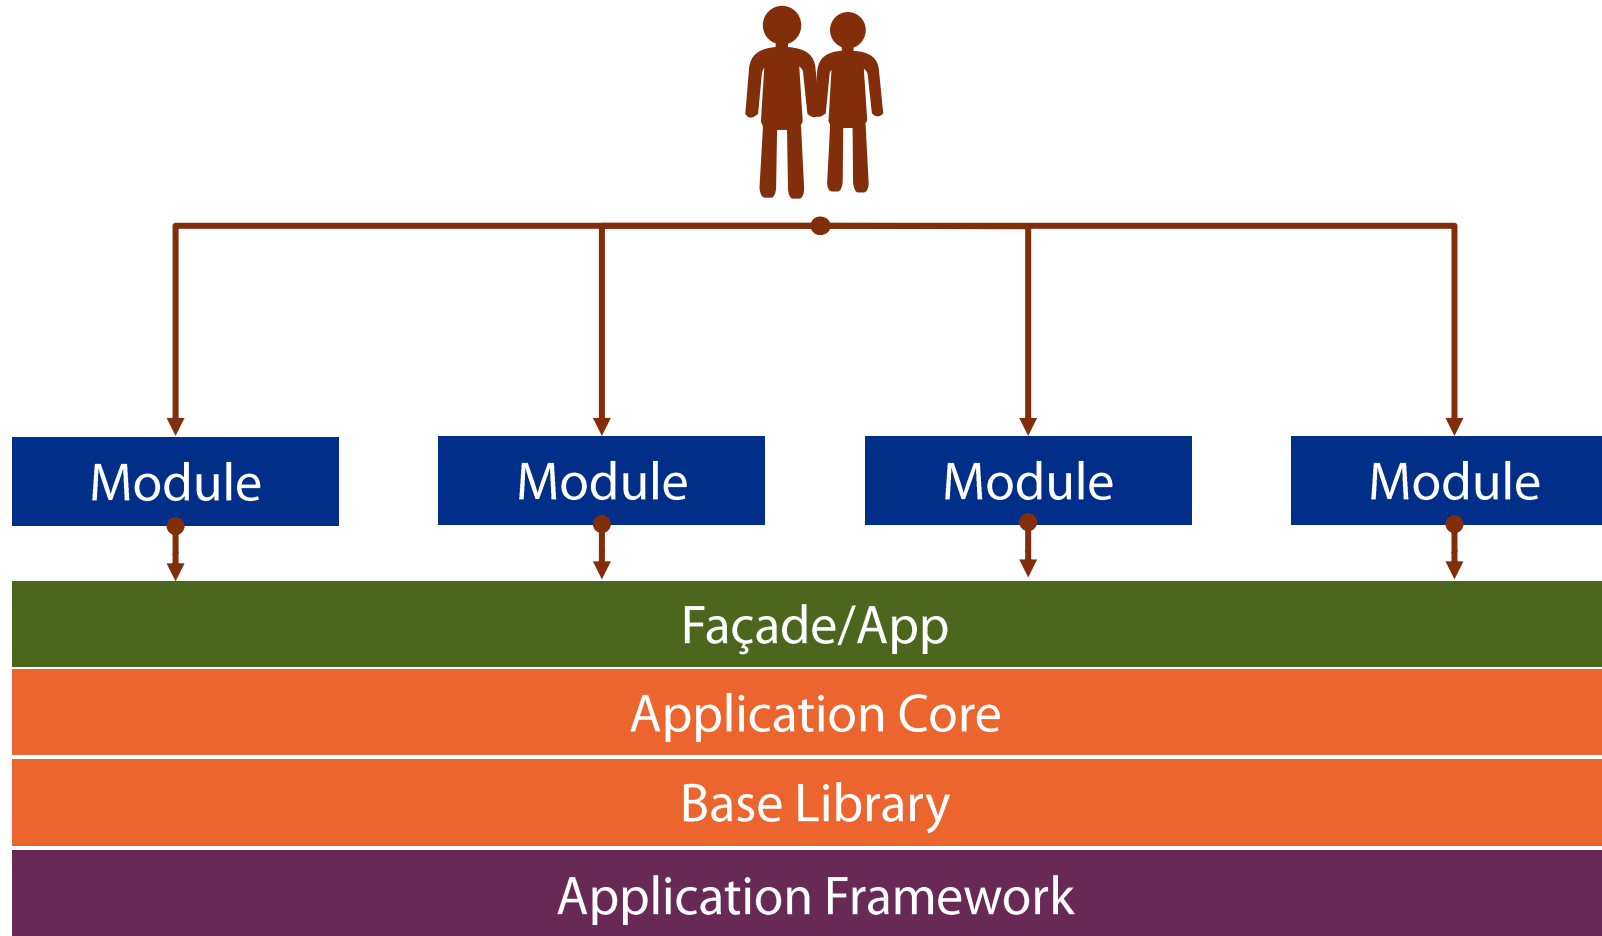 Module
Module
Module
Module
Façade/App
Application Core
Base Library
Application Framework